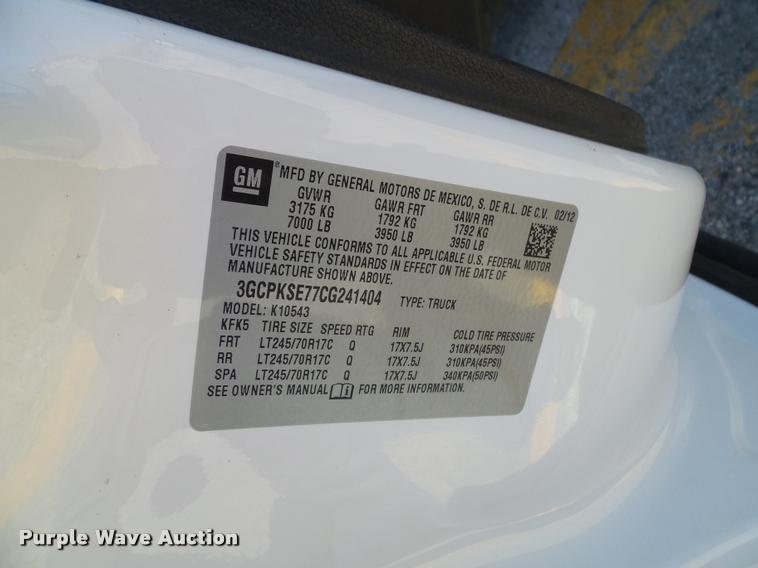 GM
® MFD BY GENERAL MOTORS DE MEXICO, S. DE R.L. DE C.V. 02/12
GVWR GAWR FRT GAWR RR
3175 KG 1792 KG 1792 KG
7000 LB 3950 LB 3950 LB
THIS VEHICLE CONFORMS TO ALL APPLICABLE U.S. FEDERAL MOTOR
VEHICLE SAFETY STANDARDS IN EFFECT ON THE DATE OF
MANUFACTURE SHOWN ABOVE.
3GCPKSE77CG241404 TYPE: TRUCK
MODEL: K10543
KFK5 TIRE SIZE SPEED RTG RIM COLD TIRE PRESSURE
FRT LT245/70R17C Q 17X7.5J 310KPA(45PSI)
RR LT245/70R17C Q 17X7.5J 310KPA(45PSI)
SPA LT245/70R17C Q 17X7.5J 340KPA(50PSI)
SEE OWNER'S MANUAL FOR MORE INFORMATION.
Purple Wave Auction